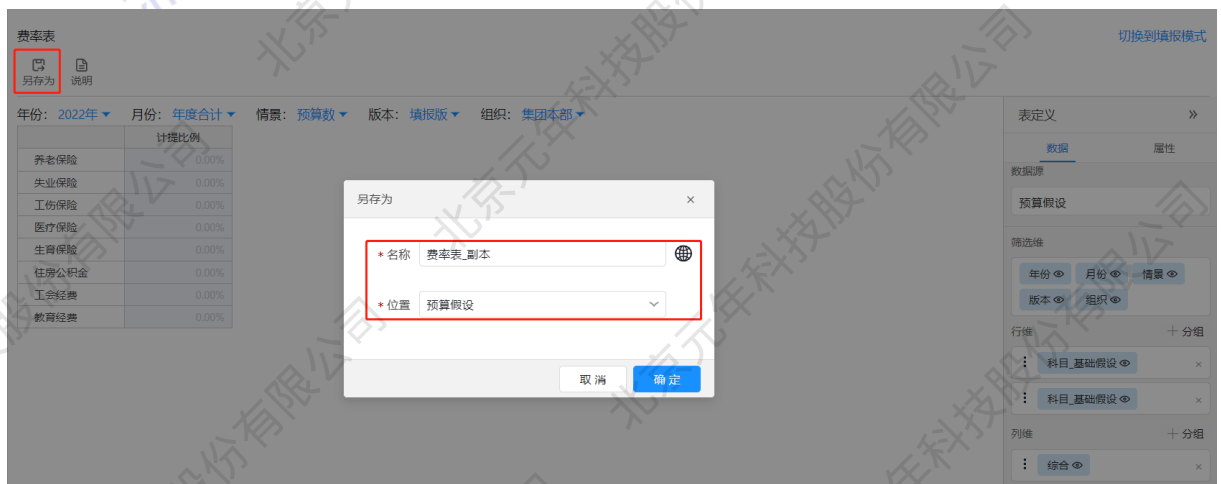 费率表
切换到填报模式
另存为 说明
年份: 2022年 月份: 年度合计 情景: 预算数 版本: 填报版 组织: 集团本部
计提比例
养老保险 0.00%
失业保险 0.00%
工伤保险 0.00%
医疗保险 0.00%
生育保险 0.00%
住房公积金 0.00%
工会经费 0.00%
教育经费 0.00%
另存为 ×
* 名称 费率表_副本
* 位置 预算假设
取消 确定
表定义 »
数据 属性
数据源
预算假设
筛选维
年份 月份 情景
版本 组织
行维 + 分组
科目_基础假设 ×
科目_基础假设 ×
列维 + 分组
综合 ×
北京元年科技股份有限公司